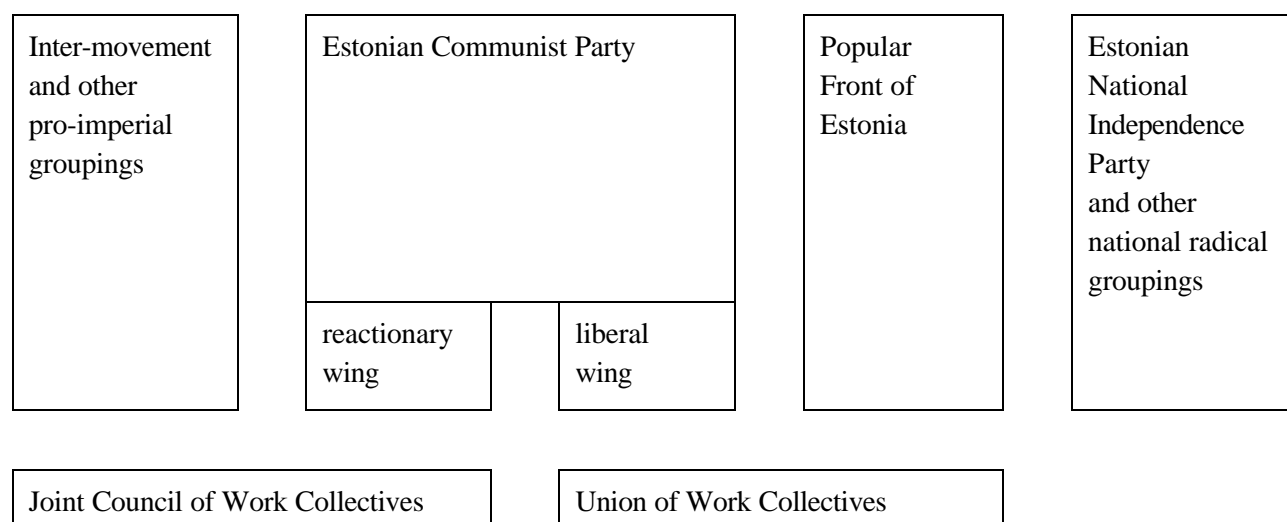 Inter-movement
and other
pro-imperial
groupings
Estonian Communist Party
reactionary
wing
liberal
wing
Popular
Front of
Estonia
Estonian
National
Independence
Party
and other
national radical
groupings
Joint Council of Work Collectives
Union of Work Collectives